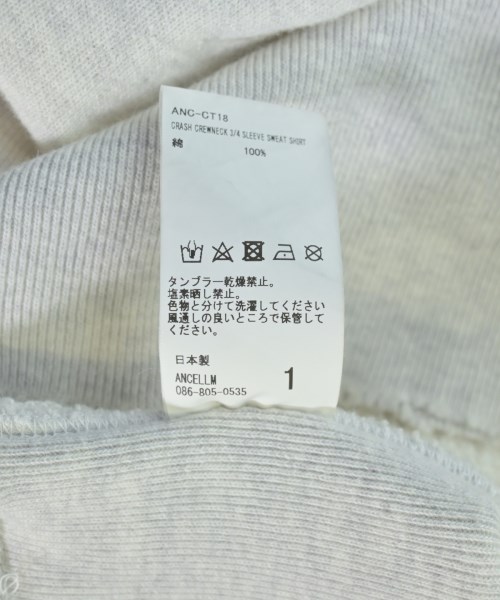 ANC-CT18
CRASH CREWNECK 3/4 SLEEVE SWEAT SHIRT
綿 100%
タンブラー乾燥禁止。
塩素晒し禁止。
色物と分けて洗濯してください
風通しの良いところで保管して
ください。
日本製
ANCELLM 1
086-805-0535